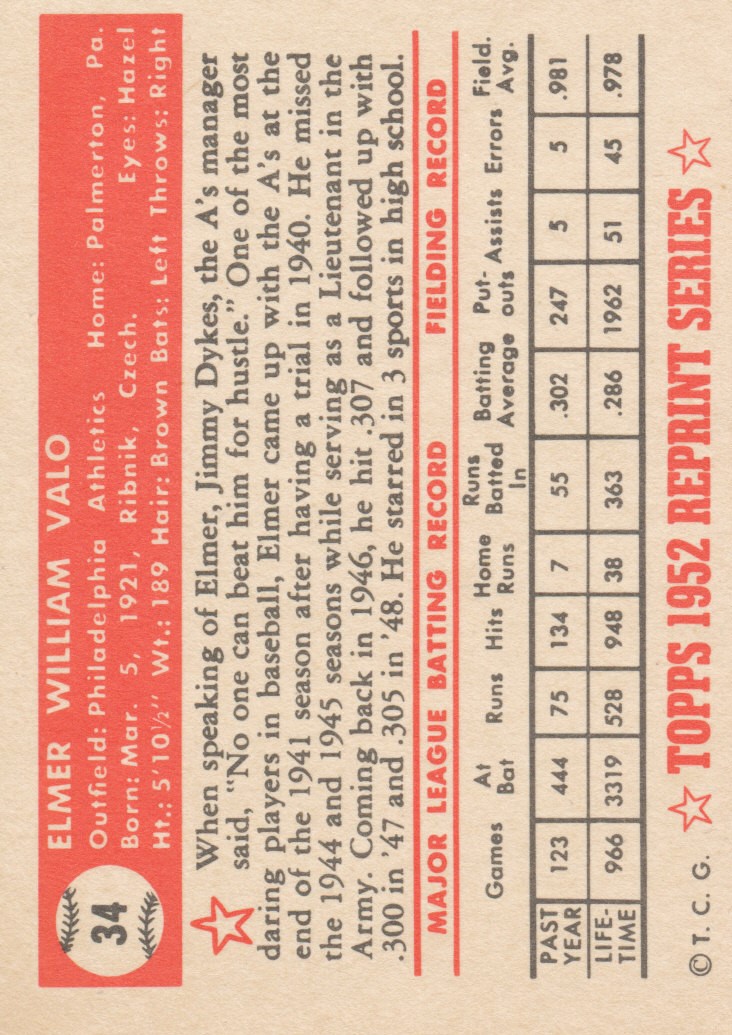 34
ELMER WILLIAM VALO
Outfield: Philadelphia Athletics Home: Palmerton, Pa.
Born: Mar. 5, 1921, Ribnik, Czech. Eyes: Hazel
Ht.: 5'10½" Wt.: 189 Hair: Brown Bats: Left Throws: Right
When speaking of Elmer, Jimmy Dykes, the A's manager
said, "No one can beat him for hustle." One of the most
daring players in baseball, Elmer came up with the A's at the
end of the 1941 season after having a trial in 1940. He missed
the 1944 and 1945 seasons while serving as a Lieutenant in the
Army. Coming back in 1946, he hit .307 and followed up with
.300 in '47 and .305 in '48. He starred in 3 sports in high school.
MAJOR LEAGUE BATTING RECORD FIELDING RECORD
Games At Bat Runs Hits Home Runs Runs Batted In Batting Average Put-outs Assists Errors Field. Avg.
PAST YEAR 123 444 75 134 7 55 .302 247 5 5 .981
LIFE-TIME 966 3319 528 948 38 363 .286 1962 51 45 .978
© T. C. G. TOPPS 1952 REPRINT SERIES